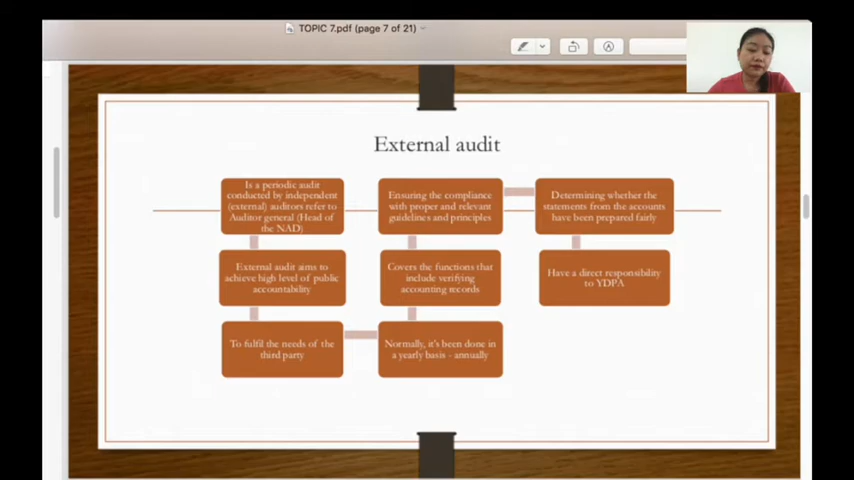 TOPIC 7.pdf (page 7 of 21)
External audit
Is a periodic audit
conducted by independent
(external) auditors refer to
Auditor general (Head of
the NAD)
External audit aims to
achieve high level of public
accountability
To fulfil the needs of the
third party
Normally, it's been done in
a yearly basis - annually
Covers the functions that
include verifying
accounting records
Ensuring the compliance
with proper and relevant
guidelines and principles
Determining whether the
statements from the accounts
have been prepared fairly
Have a direct responsibility
to YDPA